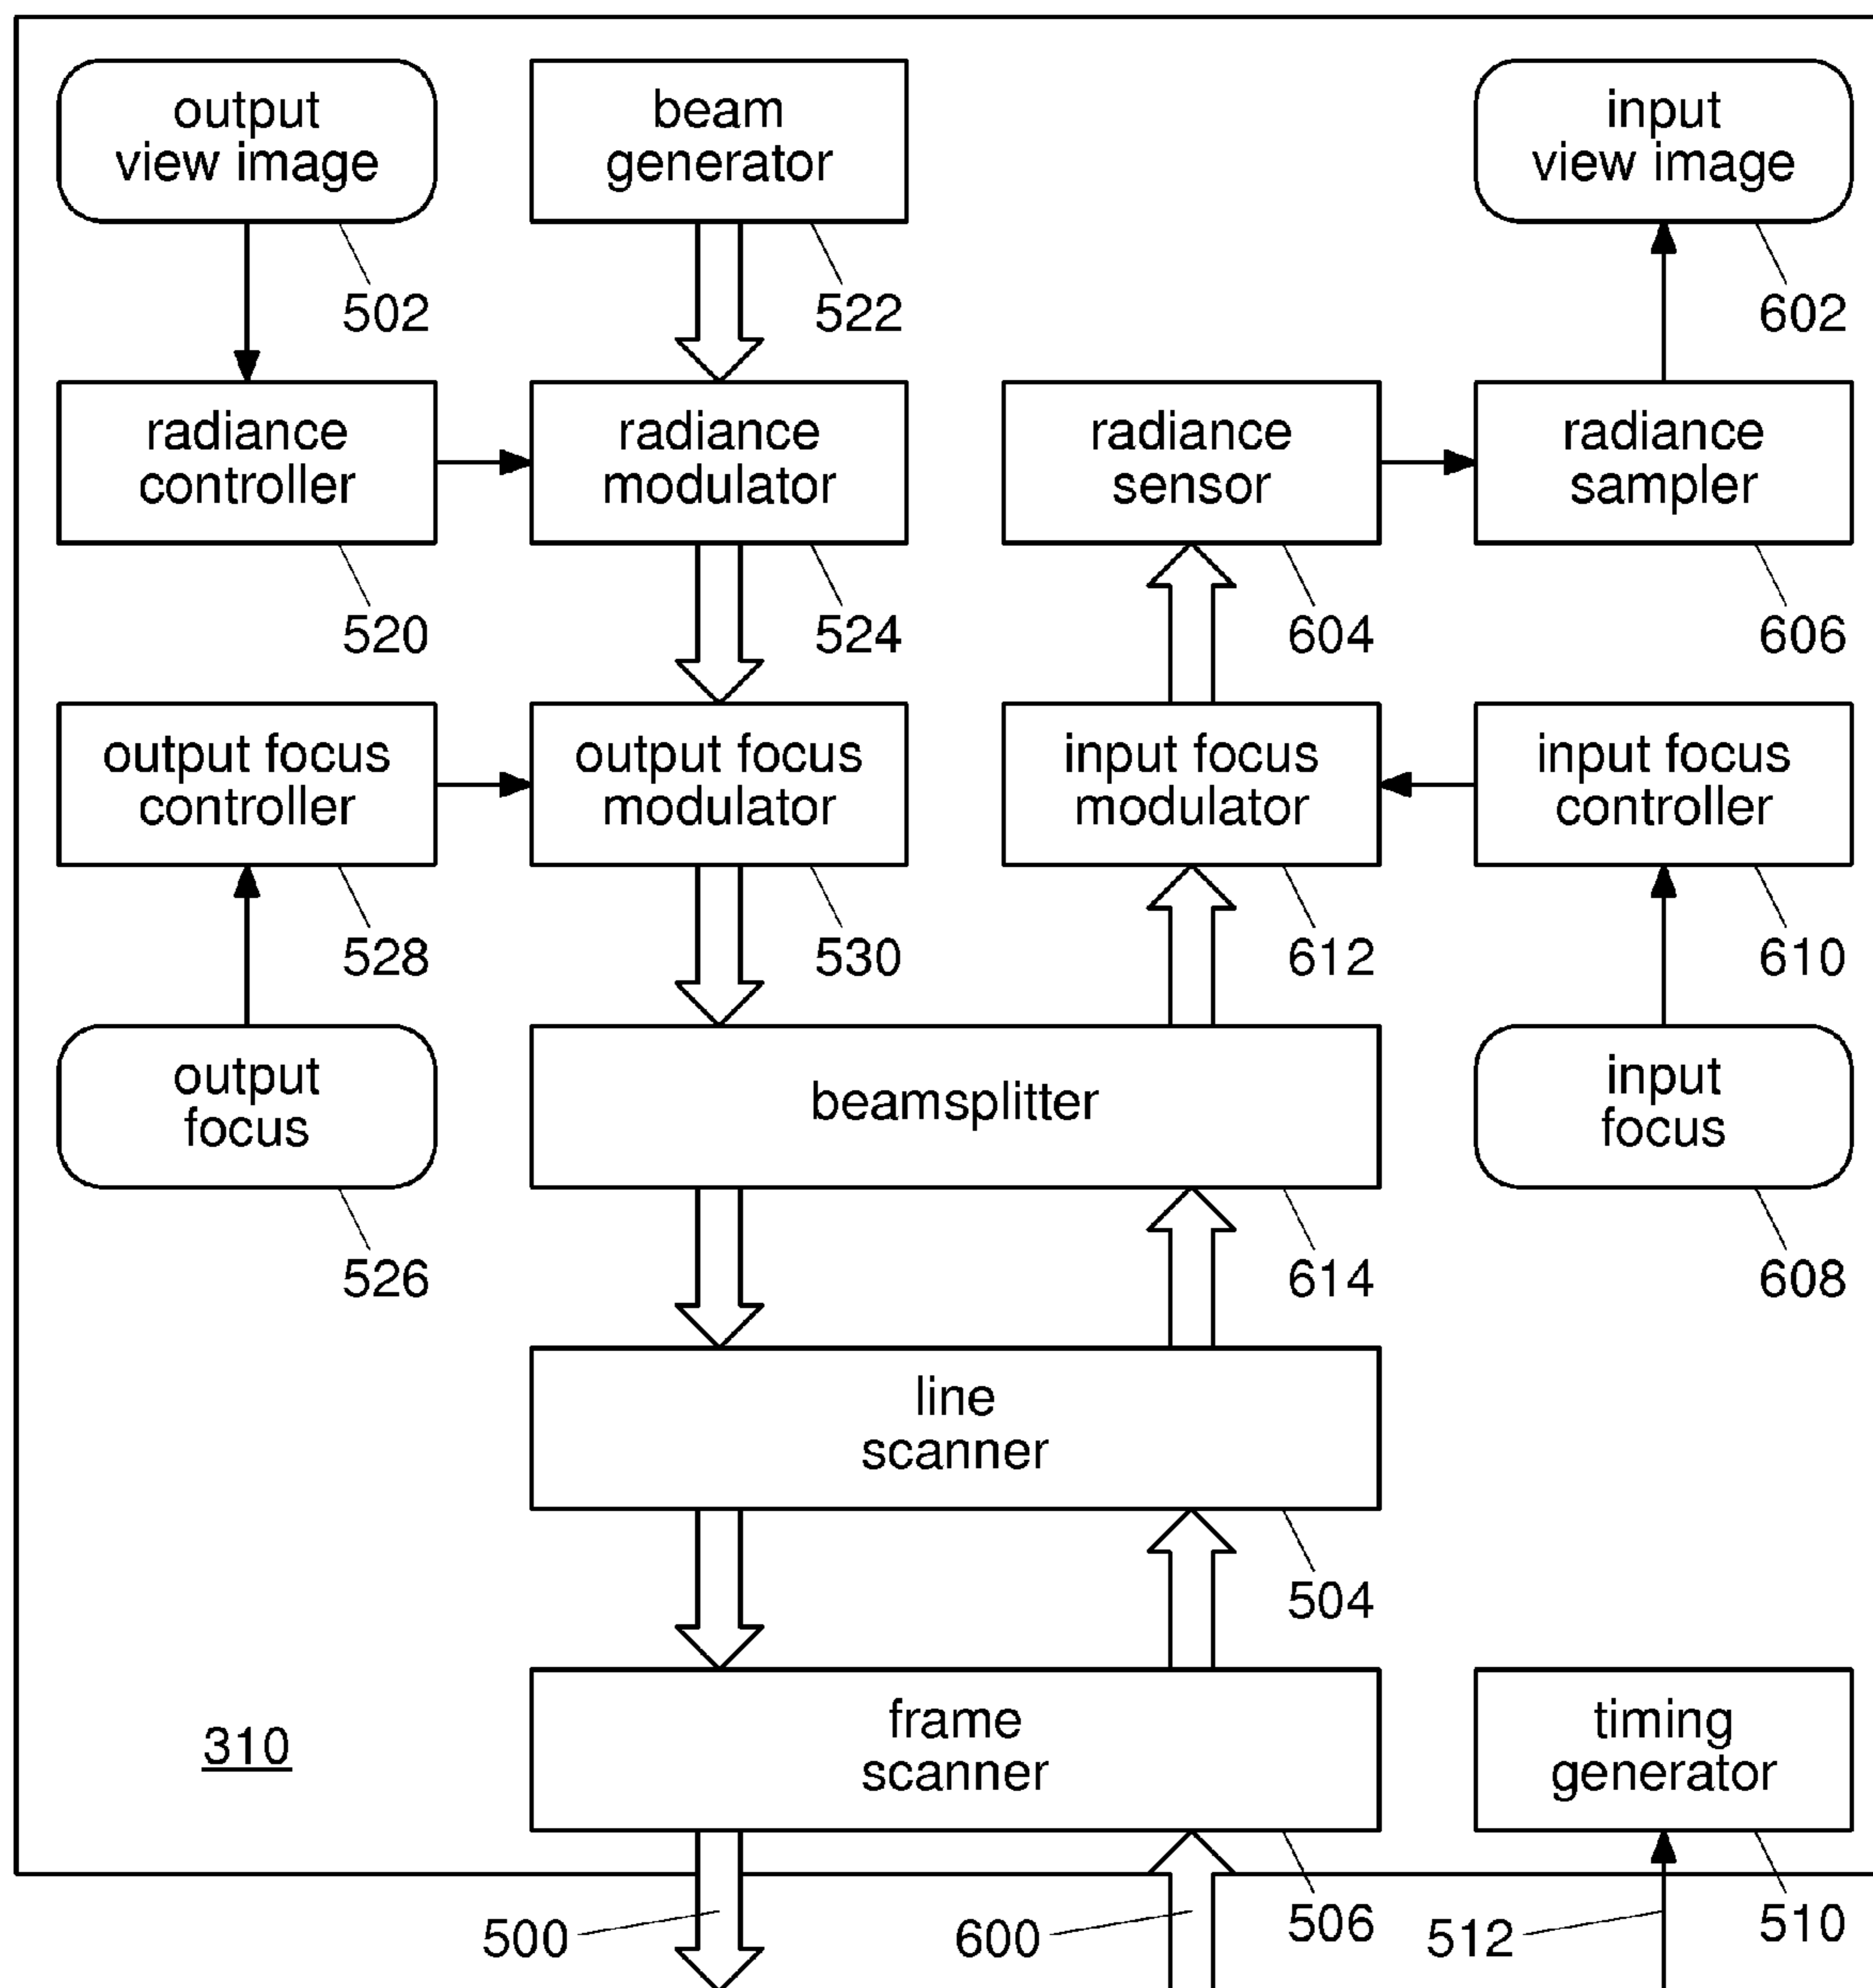 output
view image
beam
generator
input
view image
502
522
602
radiance
controller
radiance
modulator
radiance
sensor
radiance
sampler
520
524
604
606
output focus
controller
output focus
modulator
input focus
modulator
input focus
controller
528
530
612
610
output
focus
beamsplitter
input
focus
526
614
608
line
scanner
504
310
frame
scanner
timing
generator
500
600
506
512
510